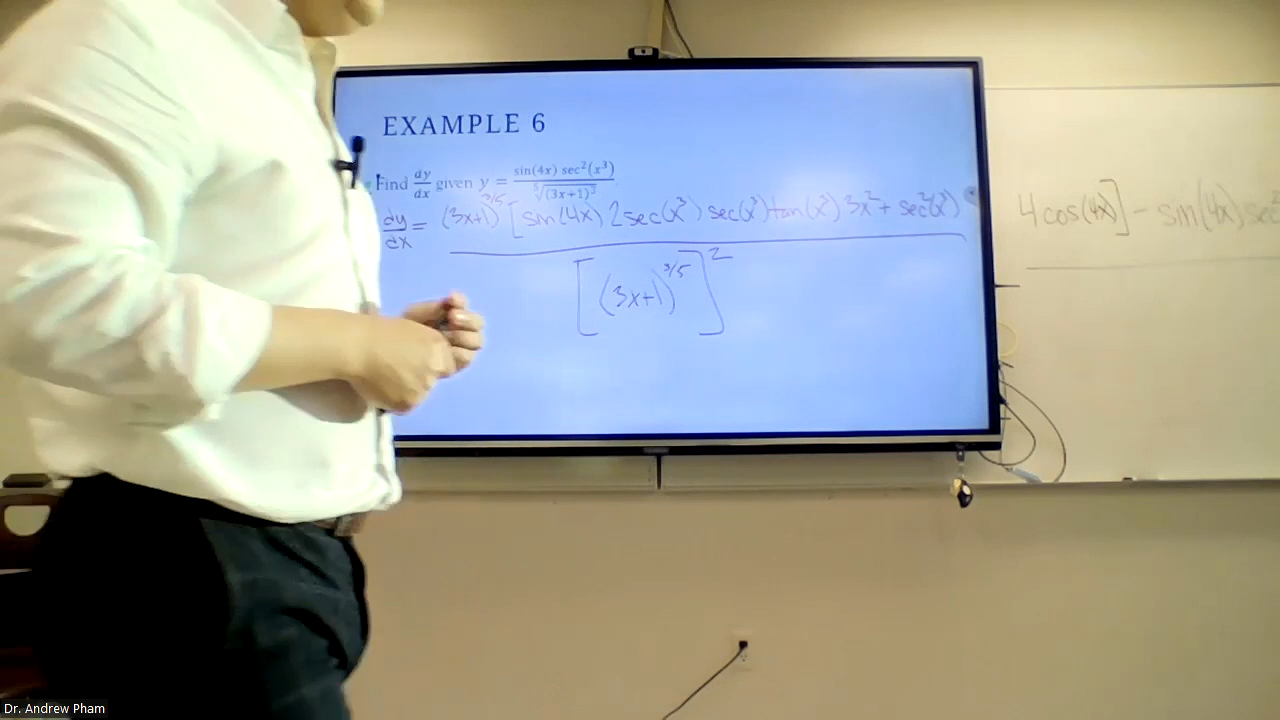 EXAMPLE 6
Find dy/dx given y = sin(4x) sec²(x³) / ⁵√(3x+1)³
dy/dx = (3x+1)^3/5 [sin(4x) 2sec(x³) sec(x³)tan(x³) 3x² + sec²(x³) 4cos(4x)] - sin(4x)sec²
[(3x+1)^3/5]²
Dr. Andrew Pham